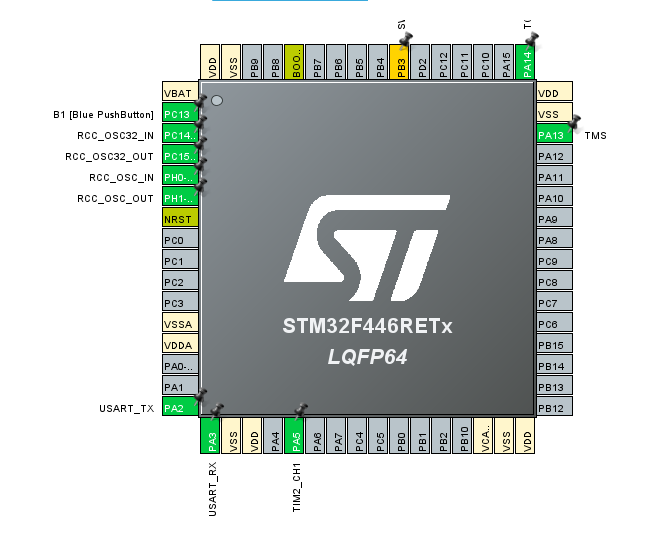 SW
TC
VDD
VSS
PB9
PB8
BOO..
PB7
PB6
PB5
PB4
PB3
PD2
PC12
PC11
PC10
PA15
PA14
VBAT
B1 [Blue PushButton] PC13
RCC_OSC32_IN PC14..
RCC_OSC32_OUT PC15..
RCC_OSC_IN PH0-..
RCC_OSC_OUT PH1-..
NRST
PC0
PC1
PC2
PC3
VSSA
VDDA
PA0-..
PA1
USART_TX PA2
VDD
VSS
PA13 TMS
PA12
PA11
PA10
PA9
PA8
PC9
PC8
PC7
PC6
PB15
PB14
PB13
PB12
ST
STM32F446RETx
LQFP64
PA3
VSS
VDD
PA4
PA5
PA6
PA7
PC4
PC5
PB0
PB1
PB2
PB10
VCA..
VSS
VDD
USART_RX
TIM2_CH1